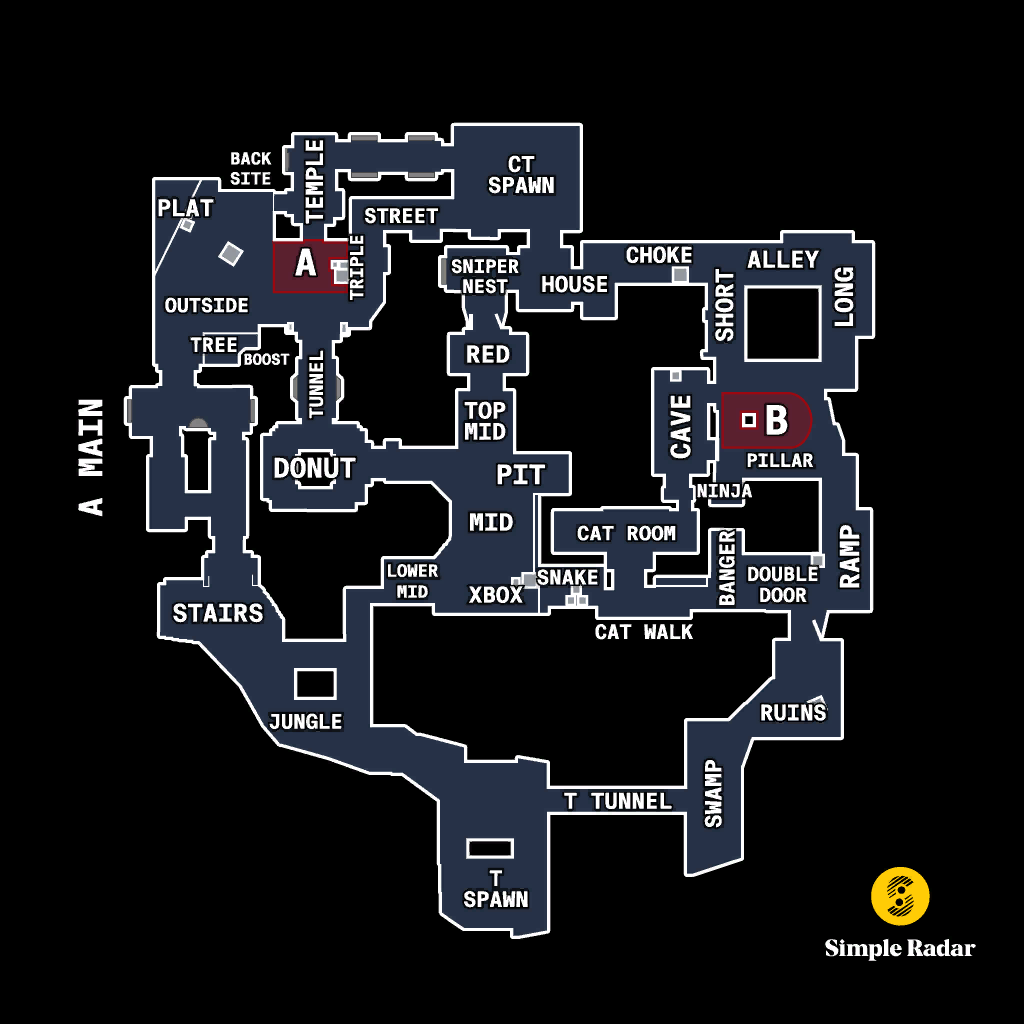 BACK
SITE
TEMPLE
CT
SPAWN
PLAT
STREET
A
TRIPLE
SNIPER
NEST
HOUSE
CHOKE
ALLEY
SHORT
LONG
OUTSIDE
TREE
BOOST
TUNNEL
RED
A MAIN
TOP
MID
CAVE
B
PILLAR
DONUT
PIT
NINJA
MID
CAT ROOM
BANGER
RAMP
LOWER
MID
XBOX
SNAKE
DOUBLE
DOOR
STAIRS
CAT WALK
JUNGLE
RUINS
T TUNNEL
SWAMP
T
SPAWN
S
Simple Radar